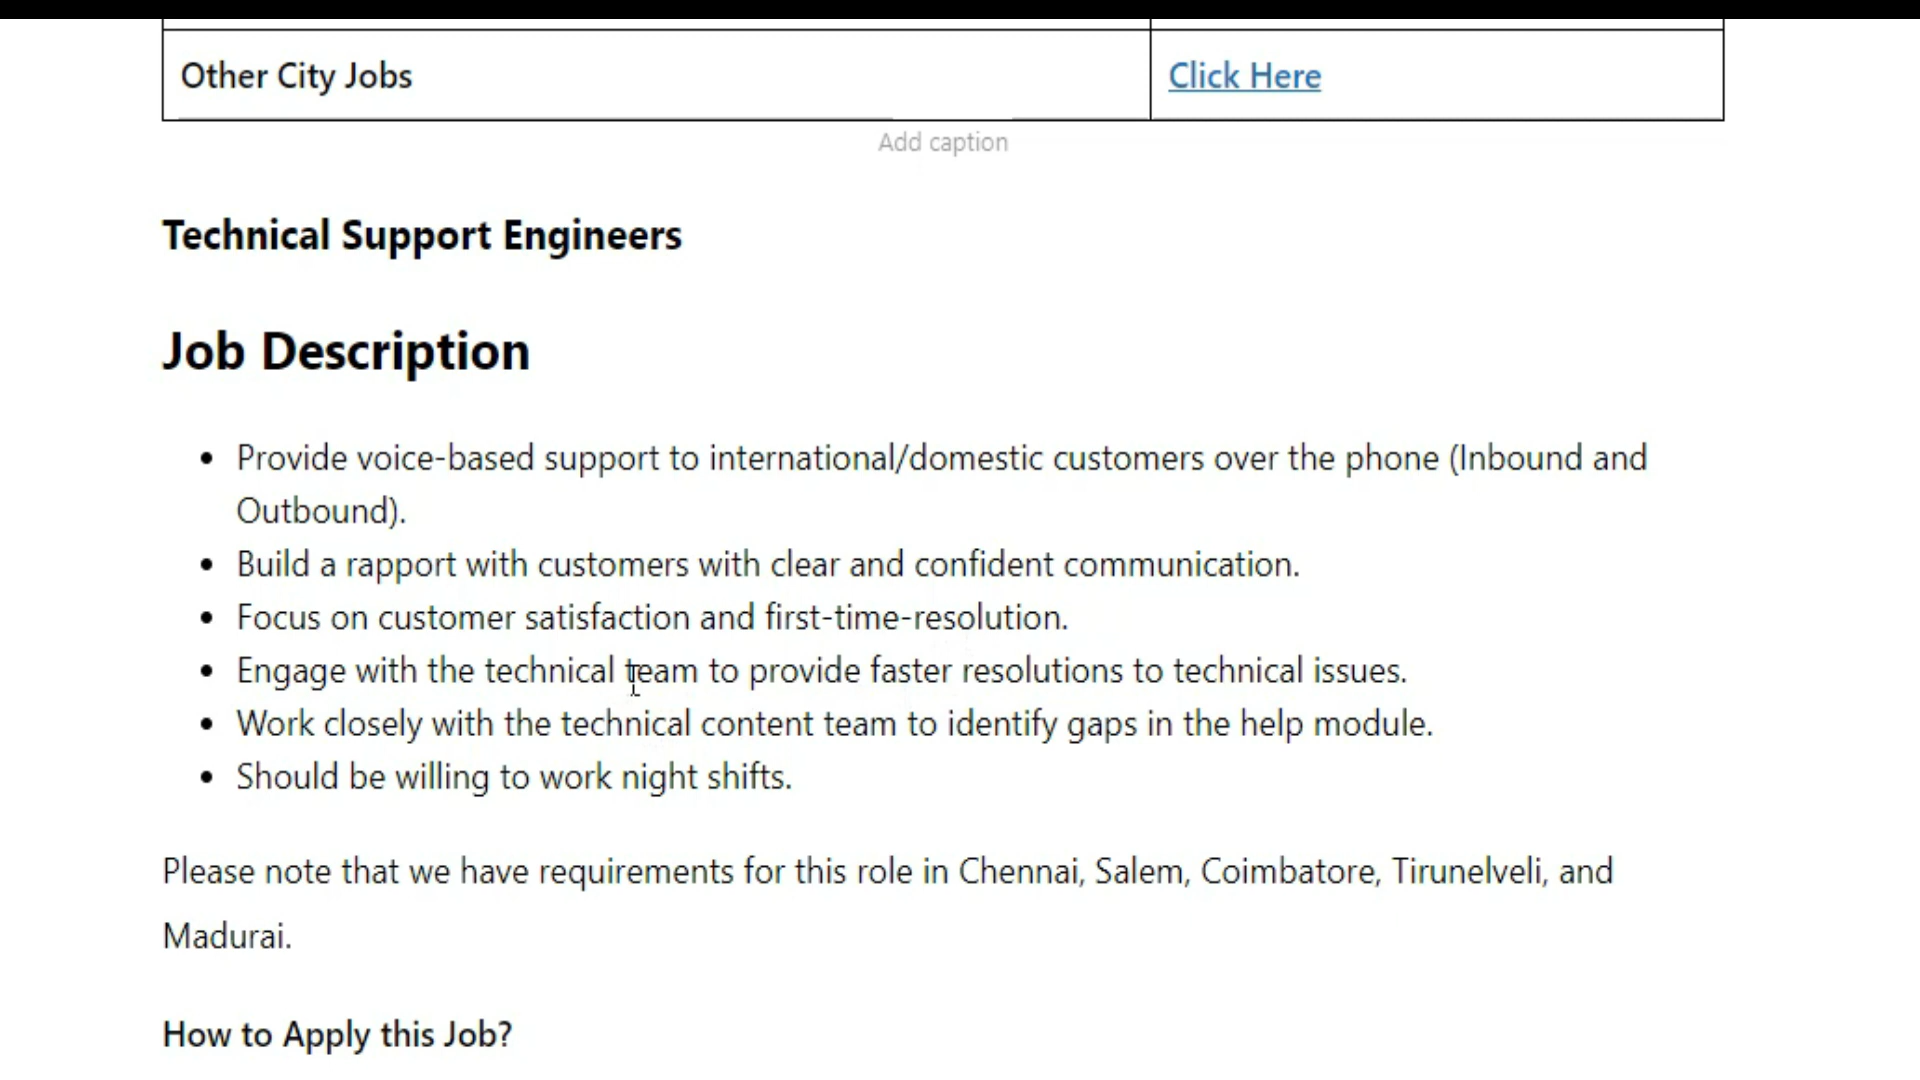 Other City Jobs Click Here
Add caption
Technical Support Engineers
Job Description
• Provide voice-based support to international/domestic customers over the phone (Inbound and
Outbound).
• Build a rapport with customers with clear and confident communication.
• Focus on customer satisfaction and first-time-resolution.
• Engage with the technical team to provide faster resolutions to technical issues.
• Work closely with the technical content team to identify gaps in the help module.
• Should be willing to work night shifts.
Please note that we have requirements for this role in Chennai, Salem, Coimbatore, Tirunelveli, and
Madurai.
How to Apply this Job?